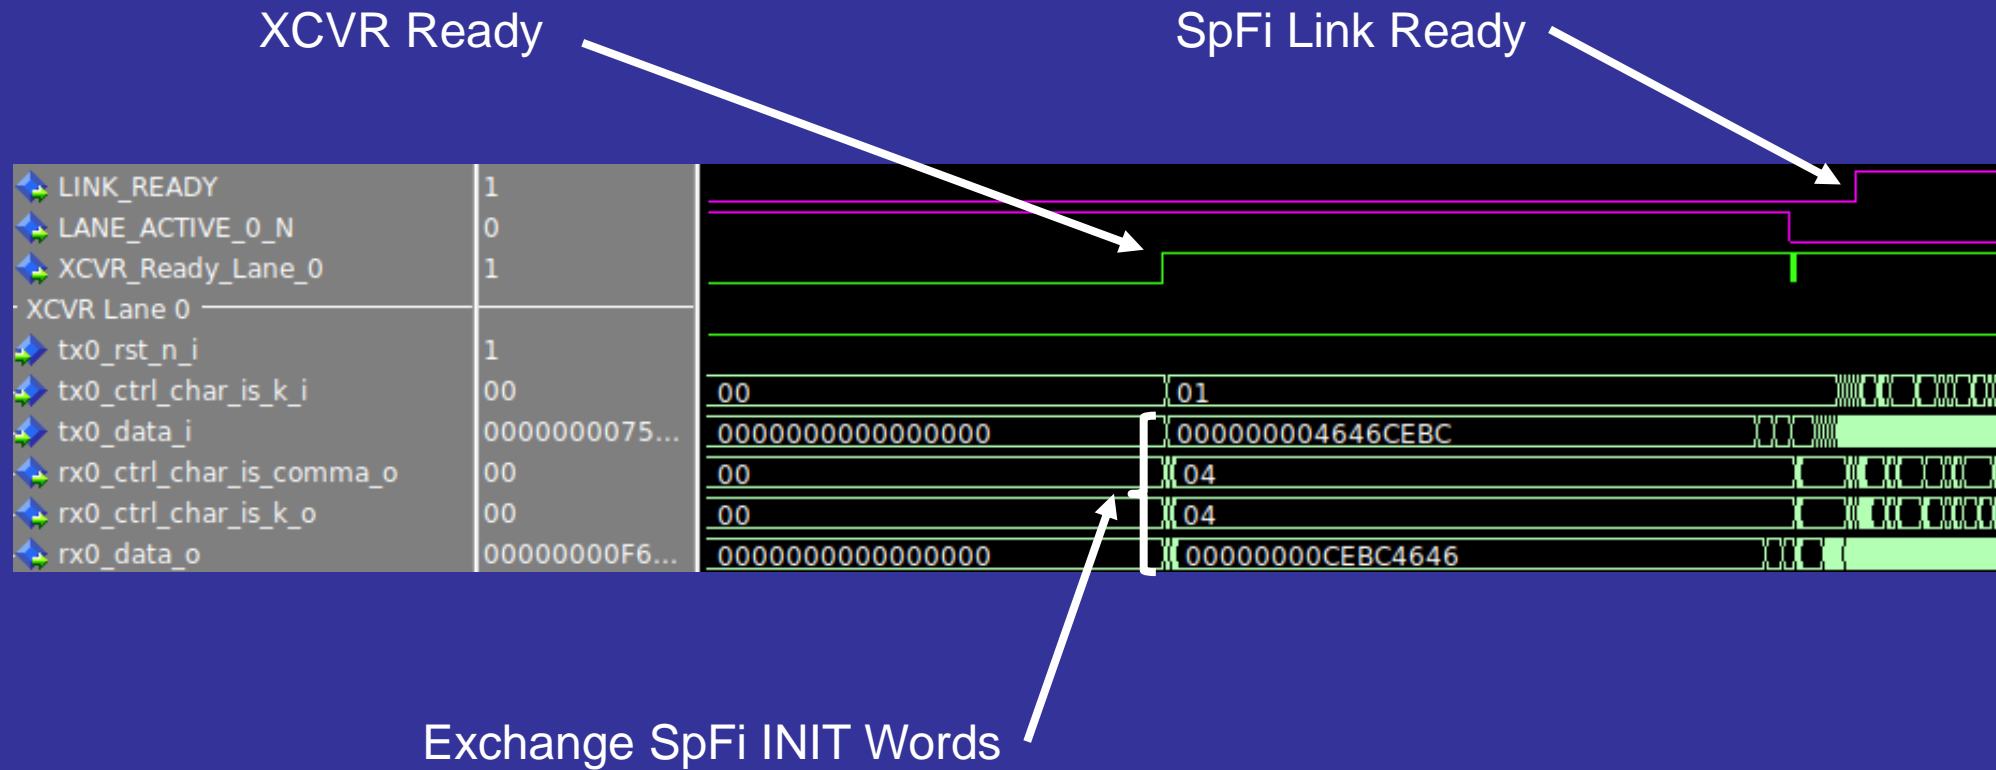 XCVR Ready SpFi Link Ready
LINK_READY 1
LANE_ACTIVE_0_N 0
XCVR_Ready_Lane_0 1
XCVR Lane 0
tx0_rst_n_i 1
tx0_ctrl_char_is_k_i 00 00 01
tx0_data_i 0000000075... 0000000000000000 000000004646CEBC
rx0_ctrl_char_is_comma_o 00 00 04
rx0_ctrl_char_is_k_o 00 00 04
rx0_data_o 00000000F6... 0000000000000000 00000000CEBC4646
Exchange SpFi INIT Words